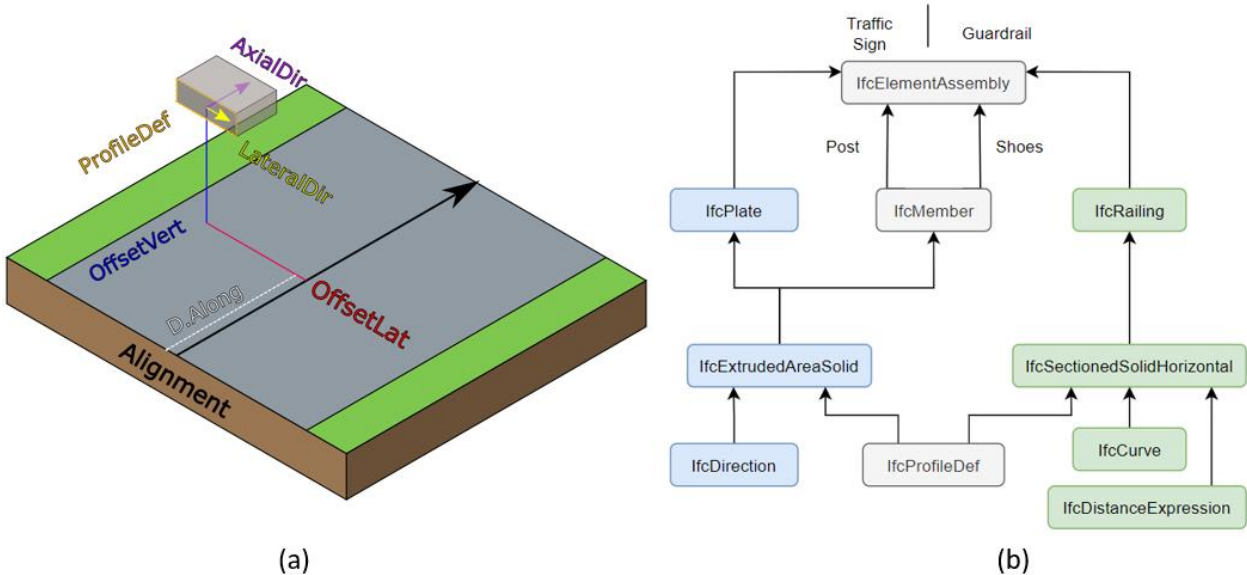 AxialDir
ProfileDef
LateralDir
OffsetVert
D.Along
OffsetLat
Alignment
(a)
Traffic
Sign
Guardrail
IfcElementAssembly
Post
Shoes
IfcPlate
IfcMember
IfcRailing
IfcExtrudedAreaSolid
IfcSectionedSolidHorizontal
IfcDirection
IfcProfileDef
IfcCurve
IfcDistanceExpression
(b)